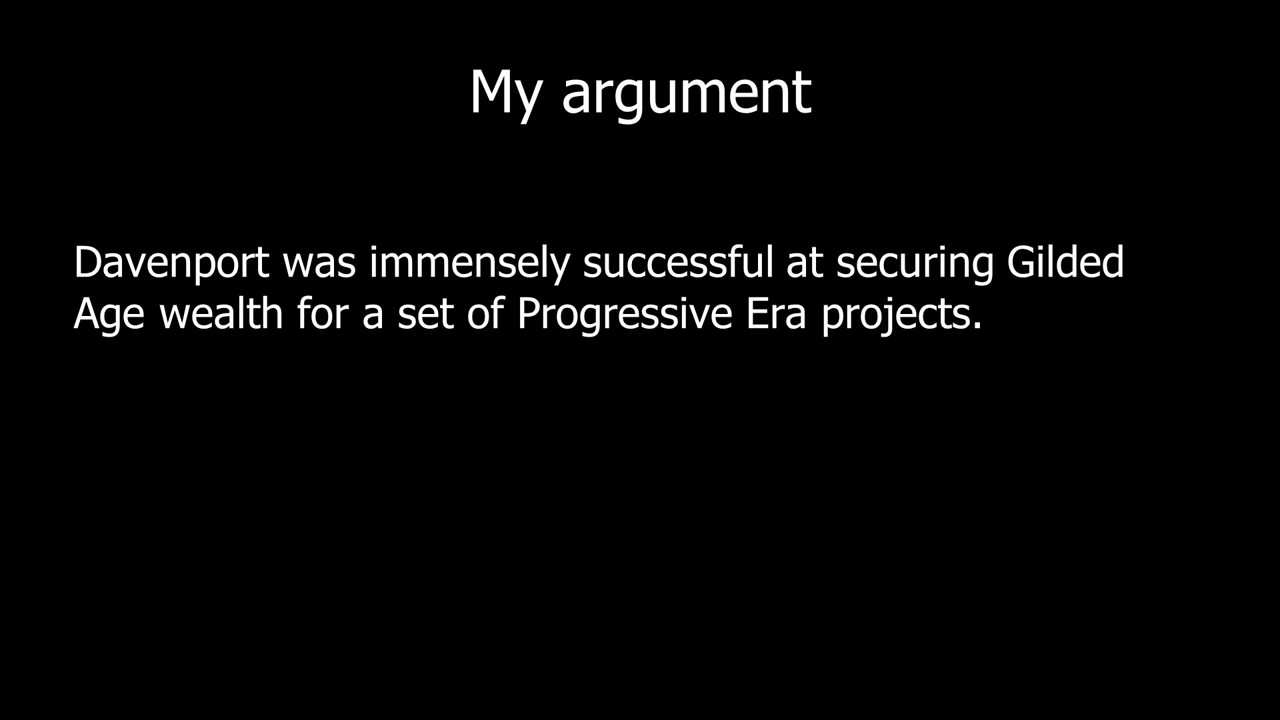 My argument
Davenport was immensely successful at securing Gilded
Age wealth for a set of Progressive Era projects.